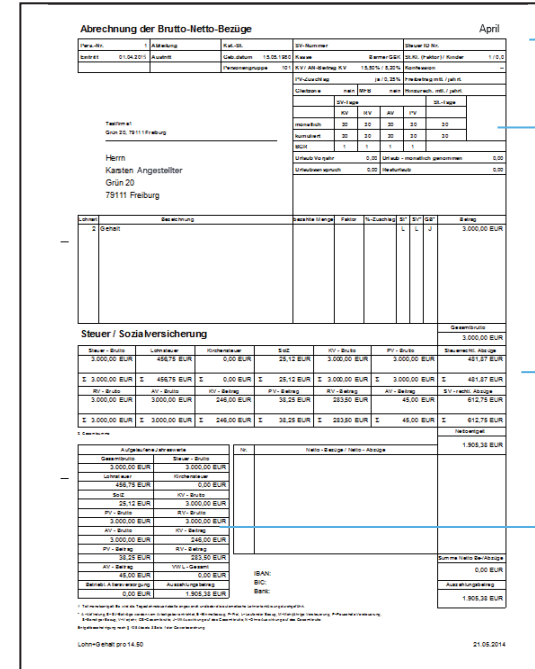 Abrechnung der Brutto-Netto-Bezüge April
Pers.-Nr. 1 Abteilung Kst.-St. SV-Nummer Steuer ID Nr.
Eintritt 01.04.2015 Austritt Geb.datum 15.05.1980 Kasse Barmer GEK St.Kl. (Faktor) / Kinder 1 / 0,0
Personengruppe 101 KV / AN-Beitrag KV 15,50% / 8,20% Konfession --
PV-Zuschlag ja / 0,25% Freibetrag mtl. / jährl.
Gleitzone nein MFB nein Hinzurech. mtl. / jährl.
SV-Tage St.-Tage
KV RV AV PV
monatlich 30 30 30 30 30
kumuliert 30 30 30 30 30
BGR 1 1 1 1
Urlaub Vorjahr 0,00 Urlaub - monatlich genommen 0,00
Urlaubsanspruch 0,00 Resturlaub 0,00
Testfirma!
Grün 20, 79111 Freiburg
Herrn
Karsten Angestellter
Grün 20
79111 Freiburg
Lohnart Bezeichnung bezahlte Menge Faktor %-Zuschlag St* SV* GB* Betrag
2 Gehalt L L J 3.000,00 EUR
Gesamtbrutto
3.000,00 EUR
Steuer / Sozialversicherung
Steuer - Brutto Lohnsteuer Kirchensteuer SolZ KV - Brutto PV - Brutto Steuerrechtl. Abzüge
3.000,00 EUR 456,75 EUR 0,00 EUR 25,12 EUR 3.000,00 EUR 3.000,00 EUR 481,87 EUR
Σ 3.000,00 EUR Σ 456,75 EUR Σ 0,00 EUR Σ 25,12 EUR Σ 3.000,00 EUR Σ 3.000,00 EUR Σ 481,87 EUR
RV - Brutto AV - Brutto KV - Beitrag PV - Beitrag RV - Beitrag AV - Beitrag SV - rechtl. Abzüge
3.000,00 EUR 3.000,00 EUR 246,00 EUR 38,25 EUR 283,50 EUR 45,00 EUR 612,75 EUR
Σ 3.000,00 EUR Σ 3.000,00 EUR Σ 246,00 EUR Σ 38,25 EUR Σ 283,50 EUR Σ 45,00 EUR Σ 612,75 EUR
Σ Gesamtsumme
Nettoentgelt
1.905,38 EUR
Aufgelaufene Jahreswerte Nr. Netto - Bezüge / Netto - Abzüge
Gesamtbrutto Steuer - Brutto
3.000,00 EUR 3.000,00 EUR
Lohnsteuer Kirchensteuer
456,75 EUR 0,00 EUR
SolZ KV - Brutto
25,12 EUR 3.000,00 EUR
PV - Brutto RV - Brutto
3.000,00 EUR 3.000,00 EUR
AV - Brutto KV - Beitrag
3.000,00 EUR 246,00 EUR
PV - Beitrag RV - Beitrag
38,25 EUR 283,50 EUR
AV - Beitrag VWL - Gesamt
45,00 EUR 0,00 EUR
Betriebl. Altersversorgung Auszahlungsbetrag
0,00 EUR 1.905,38 EUR
IBAN:
BIC:
Bank:
Summe Netto Be-/Abzüge
0,00 EUR
Auszahlungsbetrag
1.905,38 EUR
Lohn+Gehalt pro 14.50 21.05.2014